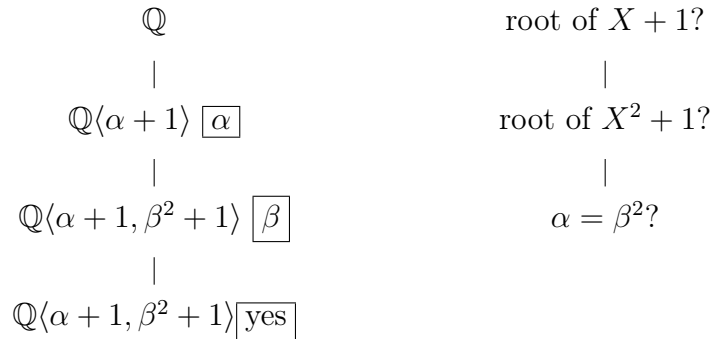 ℚ root of X + 1?
| |
ℚ⟨α + 1⟩ α root of X² + 1?
| |
ℚ⟨α + 1, β² + 1⟩ β α = β²?
|
ℚ⟨α + 1, β² + 1⟩ yes